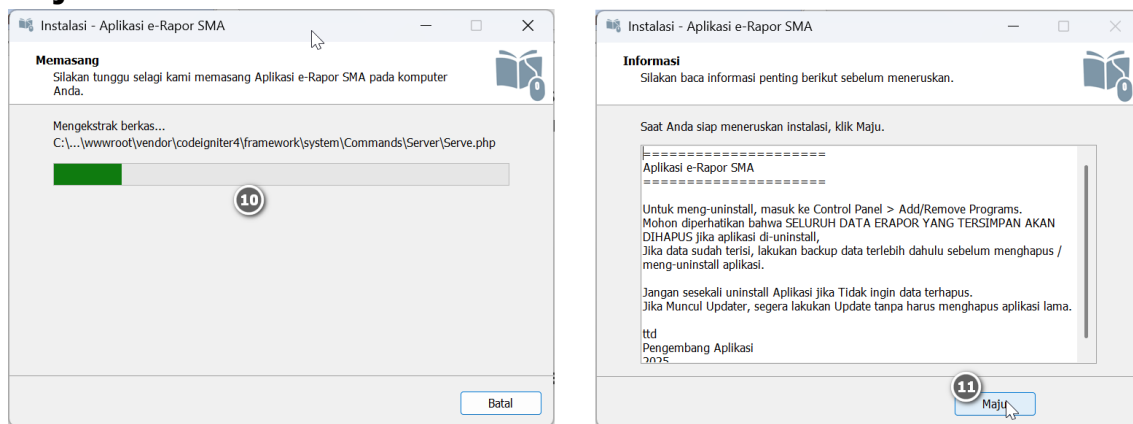 Instalasi - Aplikasi e-Rapor SMA
Memasang
Silakan tunggu selagi kami memasang Aplikasi e-Rapor SMA pada komputer
Anda.
Mengekstrak berkas...
C:\...\wwwroot\vendor\codeigniter4\framework\system\Commands\Server\Serve.php
10
Batal
Instalasi - Aplikasi e-Rapor SMA
Informasi
Silakan baca informasi penting berikut sebelum meneruskan.
Saat Anda siap meneruskan instalasi, klik Maju.
=====================
Aplikasi e-Rapor SMA
=====================
Untuk meng-uninstall, masuk ke Control Panel > Add/Remove Programs.
Mohon diperhatikan bahwa SELURUH DATA ERAPOR YANG TERSIMPAN AKAN
DIHAPUS jika aplikasi di-uninstall,
Jika data sudah terisi, lakukan backup data terlebih dahulu sebelum menghapus /
meng-uninstall aplikasi.
Jangan sesekali uninstall Aplikasi jika Tidak ingin data terhapus.
Jika Muncul Updater, segera lakukan Update tanpa harus menghapus aplikasi lama.
ttd
Pengembang Aplikasi
2025
11
Maju